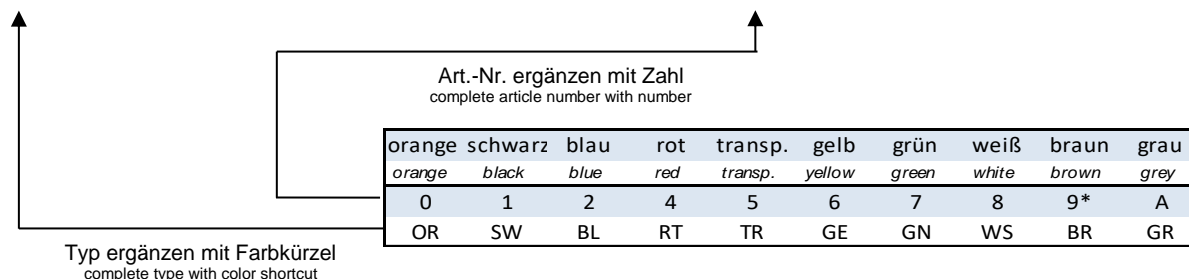 Art.-Nr. ergänzen mit Zahl
complete article number with number
orange schwarz blau rot transp. gelb grün weiß braun grau
orange black blue red transp. yellow green white brown grey
0 1 2 4 5 6 7 8 9* A
OR SW BL RT TR GE GN WS BR GR
Typ ergänzen mit Farbkürzel
complete type with color shortcut